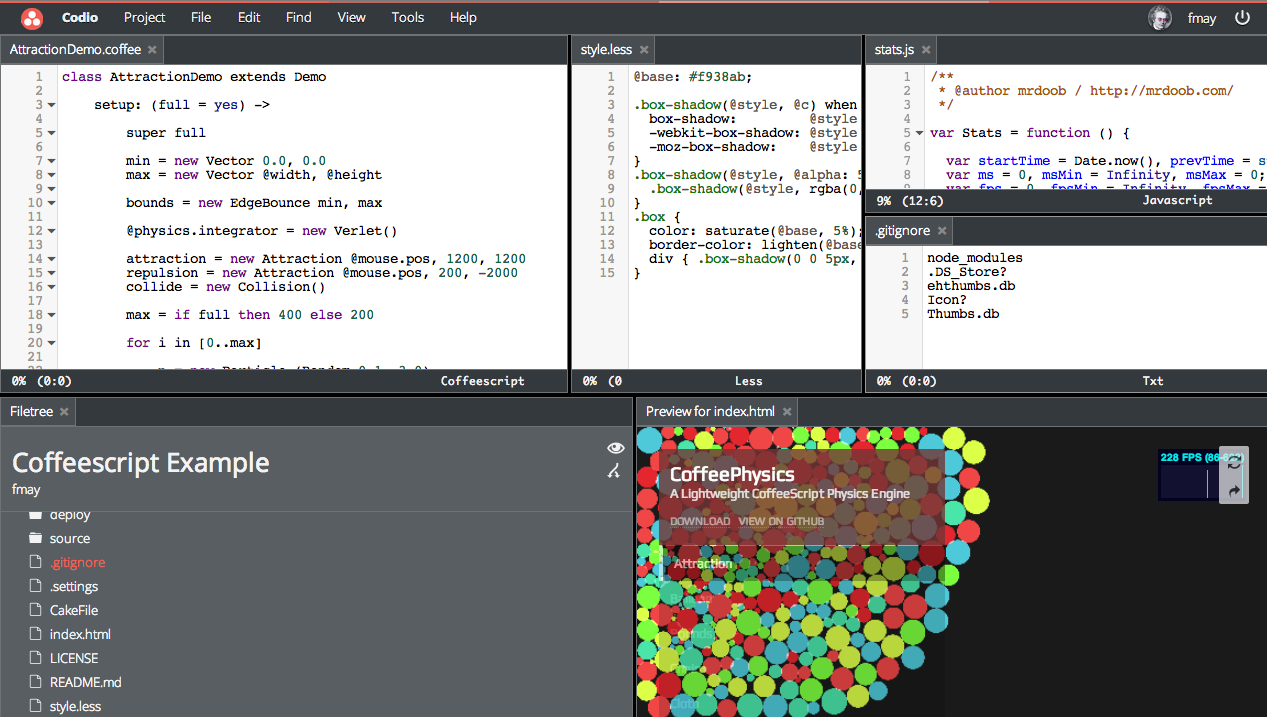 Codio Project File Edit Find View Tools Help fmay
AttractionDemo.coffee ×
1 class AttractionDemo extends Demo
2
3 setup: (full = yes) ->
4
5 super full
6
7 min = new Vector 0.0, 0.0
8 max = new Vector @width, @height
9
10 bounds = new EdgeBounce min, max
11
12 @physics.integrator = new Verlet()
13
14 attraction = new Attraction @mouse.pos, 1200, 1200
15 repulsion = new Attraction @mouse.pos, 200, -2000
16 collide = new Collision()
17
18 max = if full then 400 else 200
19
20 for i in [0..max]
21
0% (0:0) Coffeescript
style.less ×
1 @base: #f938ab;
2
3 .box-shadow(@style, @c) when
4 box-shadow: @style
5 -webkit-box-shadow: @style
6 -moz-box-shadow: @style
7 }
8 .box-shadow(@style, @alpha: 5
9 .box-shadow(@style, rgba(0,
10 }
11 .box {
12 color: saturate(@base, 5%);
13 border-color: lighten(@base
14 div { .box-shadow(0 0 5px,
15 }
0% (0 Less
stats.js ×
1 /**
2 * @author mrdoob / http://mrdoob.com/
3 */
4
5 var Stats = function () {
6
7 var startTime = Date.now(), prevTime = s
8 var ms = 0, msMin = Infinity, msMax = 0;
9 var fps = 0, fpsMin = Infinity, fpsMax =
9% (12:6) Javascript
.gitignore ×
1 node_modules
2 .DS_Store?
3 ehthumbs.db
4 Icon?
5 Thumbs.db
0% (0:0) Txt
Filetree ×
Coffeescript Example
fmay
deploy
source
.gitignore
.settings
CakeFile
index.html
LICENSE
README.md
style.less
Preview for index.html ×
CoffeePhysics
A Lightweight CoffeeScript Physics Engine
DOWNLOAD VIEW ON GITHUB
Attraction
Cloth
228 FPS